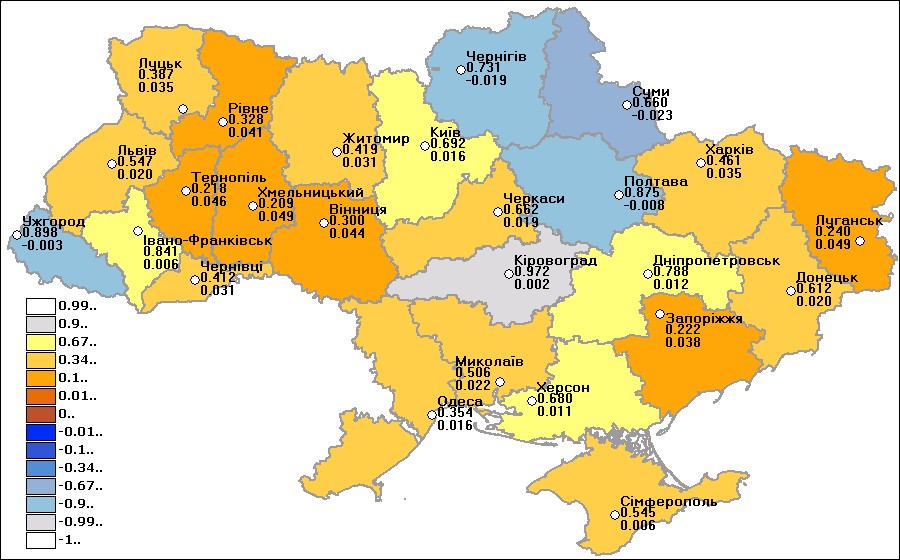 Чернігів
0.731
-0.019
Луцьк
0.387
0.035
Суми
0.660
-0.023
Рівне
0.328
0.041
Київ
0.692
0.016
Житомир
0.419
0.031
Харків
0.461
0.035
Львів
0.547
0.020
Тернопіль
0.218
0.046
Хмельницький
0.209
0.049
Полтава
0.875
-0.008
Черкаси
0.662
0.019
Вінниця
0.300
0.044
Ужгород
0.898
-0.003
Луганськ
0.240
0.049
Івано-Франківськ
0.841
0.006
Чернівці
0.412
0.031
Кіровоград
0.972
0.002
Дніпропетровськ
0.788
0.012
Донецьк
0.612
0.020
Запоріжжя
0.222
0.038
Миколаїв
0.506
0.022
Херсон
0.680
0.011
Одеса
0.354
0.016
Сімферополь
0.545
0.006
0.99..
0.9..
0.67..
0.34..
0.1..
0.01..
0..
-0.01..
-0.1..
-0.34..
-0.67..
-0.9..
-0.99..
-1..